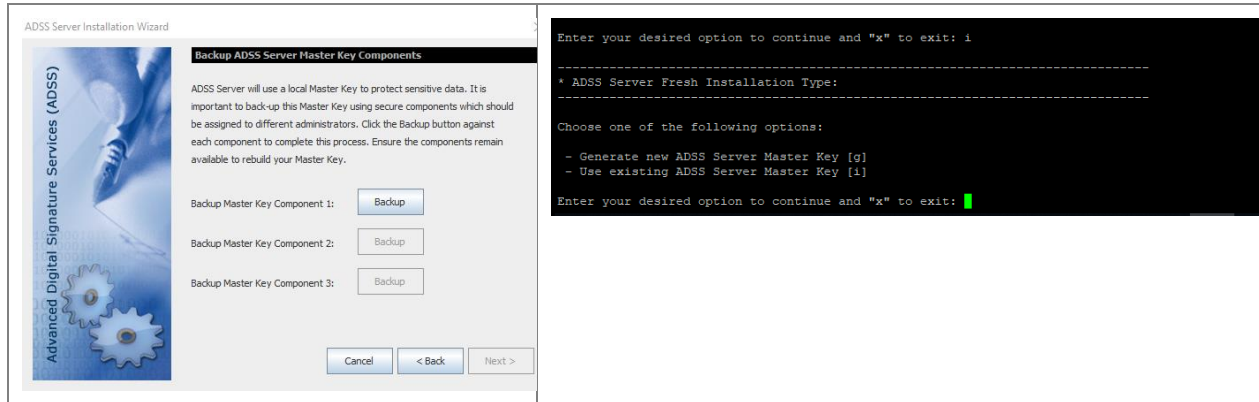 ADSS Server Installation Wizard
Advanced Digital Signature Services (ADSS)
Backup ADSS Server Master Key Components
ADSS Server will use a local Master Key to protect sensitive data. It is
important to back-up this Master Key using secure components which should
be assigned to different administrators. Click the Backup button against
each component to complete this process. Ensure the components remain
available to rebuild your Master Key.
Backup Master Key Component 1: Backup
Backup Master Key Component 2: Backup
Backup Master Key Component 3: Backup
Cancel < Back Next >
Enter your desired option to continue and "x" to exit: i
--------------------------------------------------------------------------------
* ADSS Server Fresh Installation Type:
--------------------------------------------------------------------------------
Choose one of the following options:
- Generate new ADSS Server Master Key [g]
- Use existing ADSS Server Master Key [i]
Enter your desired option to continue and "x" to exit: